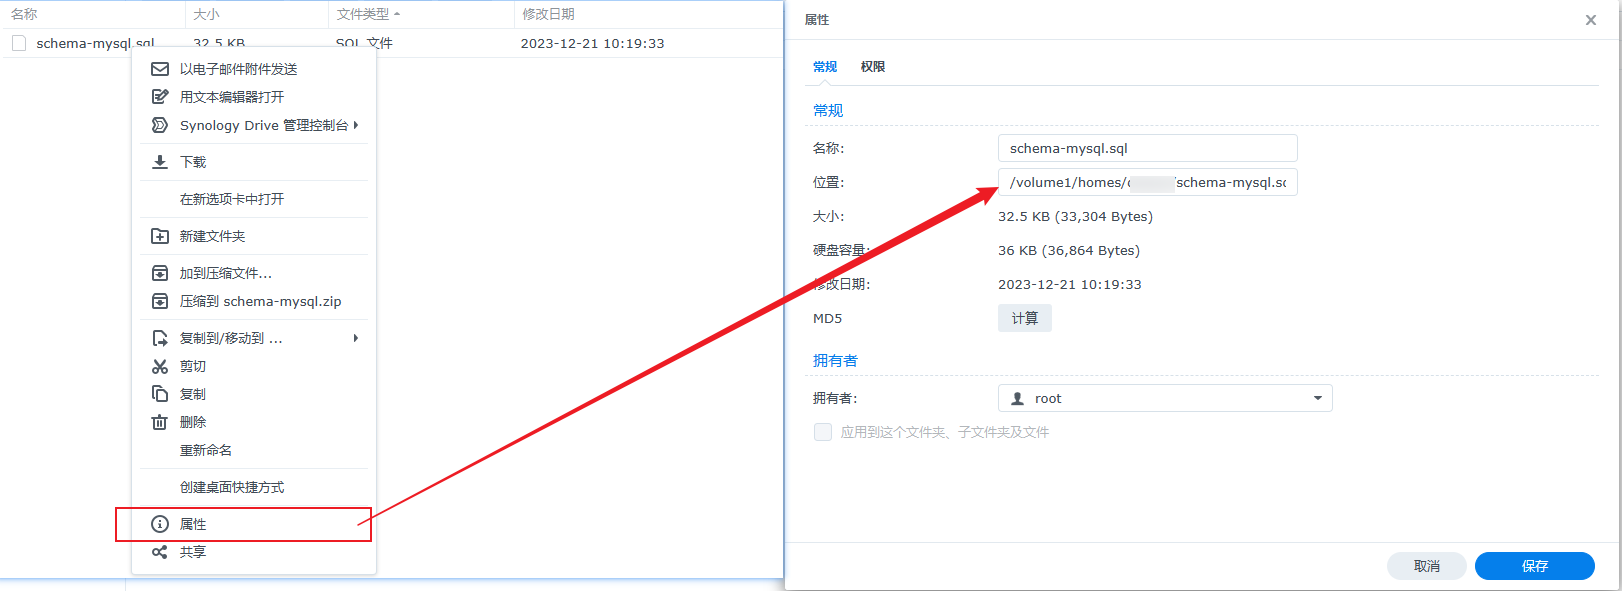 名称 大小 文件类型 修改日期
schema-mysql.sql 32.5 KB SQL 文件 2023-12-21 10:19:33
以电子邮件附件发送
用文本编辑器打开
Synology Drive 管理控制台
下载
在新选项卡中打开
新建文件夹
加到压缩文件...
压缩到 schema-mysql.zip
复制到/移动到 ...
剪切
复制
删除
重新命名
创建桌面快捷方式
属性
共享
属性
常规 权限
常规
名称: schema-mysql.sql
位置: /volume1/homes/ /schema-mysql.sc
大小: 32.5 KB (33,304 Bytes)
硬盘容量: 36 KB (36,864 Bytes)
修改日期: 2023-12-21 10:19:33
MD5 计算
拥有者
拥有者: root
应用到这个文件夹、子文件夹及文件
取消 保存